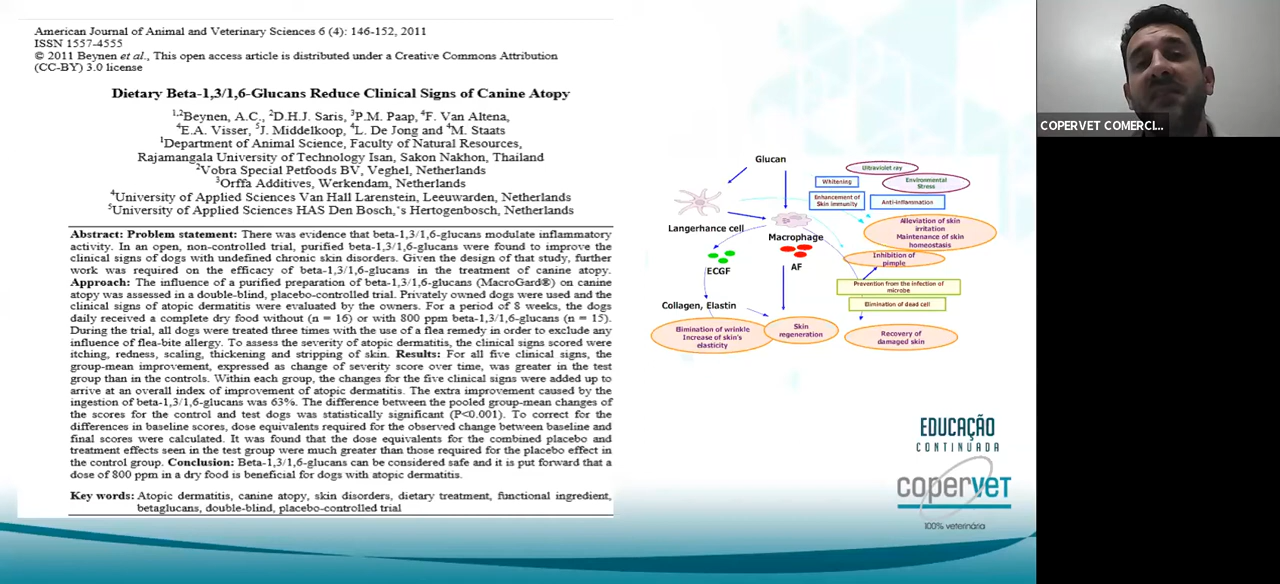 American Journal of Animal and Veterinary Sciences 6 (4): 146-152, 2011
ISSN 1557-4555
© 2011 Beynen et al., This open access article is distributed under a Creative Commons Attribution
(CC-BY) 3.0 license
Dietary Beta-1,3/1,6-Glucans Reduce Clinical Signs of Canine Atopy
1,2Beynen, A.C., 2D.H.J. Saris, 3P.M. Paap, 4F. Van Altena,
4E.A. Visser, 5J. Middelkoop, 4L. De Jong and 4M. Staats
1Department of Animal Science, Faculty of Natural Resources,
Rajamangala University of Technology Isan, Sakon Nakhon, Thailand
2Vobra Special Petfoods BV, Veghel, Netherlands
3Orffa Additives, Werkendam, Netherlands
4University of Applied Sciences Van Hall Larenstein, Leeuwarden, Netherlands
5University of Applied Sciences HAS Den Bosch,'s Hertogenbosch, Netherlands
Abstract: Problem statement: There was evidence that beta-1,3/1,6-glucans modulate inflammatory
activity. In an open, non-controlled trial, purified beta-1,3/1,6-glucans were found to improve the
clinical signs of dogs with undefined chronic skin disorders. Given the design of that study, further
work was required on the efficacy of beta-1,3/1,6-glucans in the treatment of canine atopy.
Approach: The influence of a purified preparation of beta-1,3/1,6-glucans (MacroGard®) on canine
atopy was assessed in a double-blind, placebo-controlled trial. Privately owned dogs were used and the
clinical signs of atopic dermatitis were evaluated by the owners. For a period of 8 weeks, the dogs
daily received a complete dry food without (n = 16) or with 800 ppm beta-1,3/1,6-glucans (n = 15).
During the trial, all dogs were treated three times with the use of a flea remedy in order to exclude any
influence of flea-bite allergy. To assess the severity of atopic dermatitis, the clinical signs scored were
itching, redness, scaling, thickening and stripping of skin. Results: For all five clinical signs, the
group-mean improvement, expressed as change of severity score over time, was greater in the test
group than in the controls. Within each group, the changes for the five clinical signs were added up to
arrive at an overall index of improvement of atopic dermatitis. The extra improvement caused by the
ingestion of beta-1,3/1,6-glucans was 63%. The difference between the pooled group-mean changes of
the scores for the control and test dogs was statistically significant (P<0.001). To correct for the
differences in baseline scores, dose equivalents required for the observed change between baseline and
final scores were calculated. It was found that the dose equivalents for the combined placebo and
treatment effects seen in the test group were much greater than those required for the placebo effect in
the control group. Conclusion: Beta-1,3/1,6-glucans can be considered safe and it is put forward that a
dose of 800 ppm in a dry food is beneficial for dogs with atopic dermatitis.
Key words: Atopic dermatitis, canine atopy, skin disorders, dietary treatment, functional ingredient,
betaglucans, double-blind, placebo-controlled trial
Glucan
Ultraviolet ray
Whitening
Environmental
Stress
Enhancement of
Skin immunity
Anti-inflammation
Langerhance cell
Macrophage
Alleviation of skin
irritation
Maintenance of skin
homeostasis
Inhibition of
pimple
ECGF
AF
Prevention from the infection of
microbe
Elimination of dead cell
Collagen, Elastin
Elimination of wrinkle
Increase of skin's
elasticity
Skin
regeneration
Recovery of
damaged skin
EDUCAÇÃO
CONTINUADA
copervet
100% veterinária
COPERVET COMERCI...